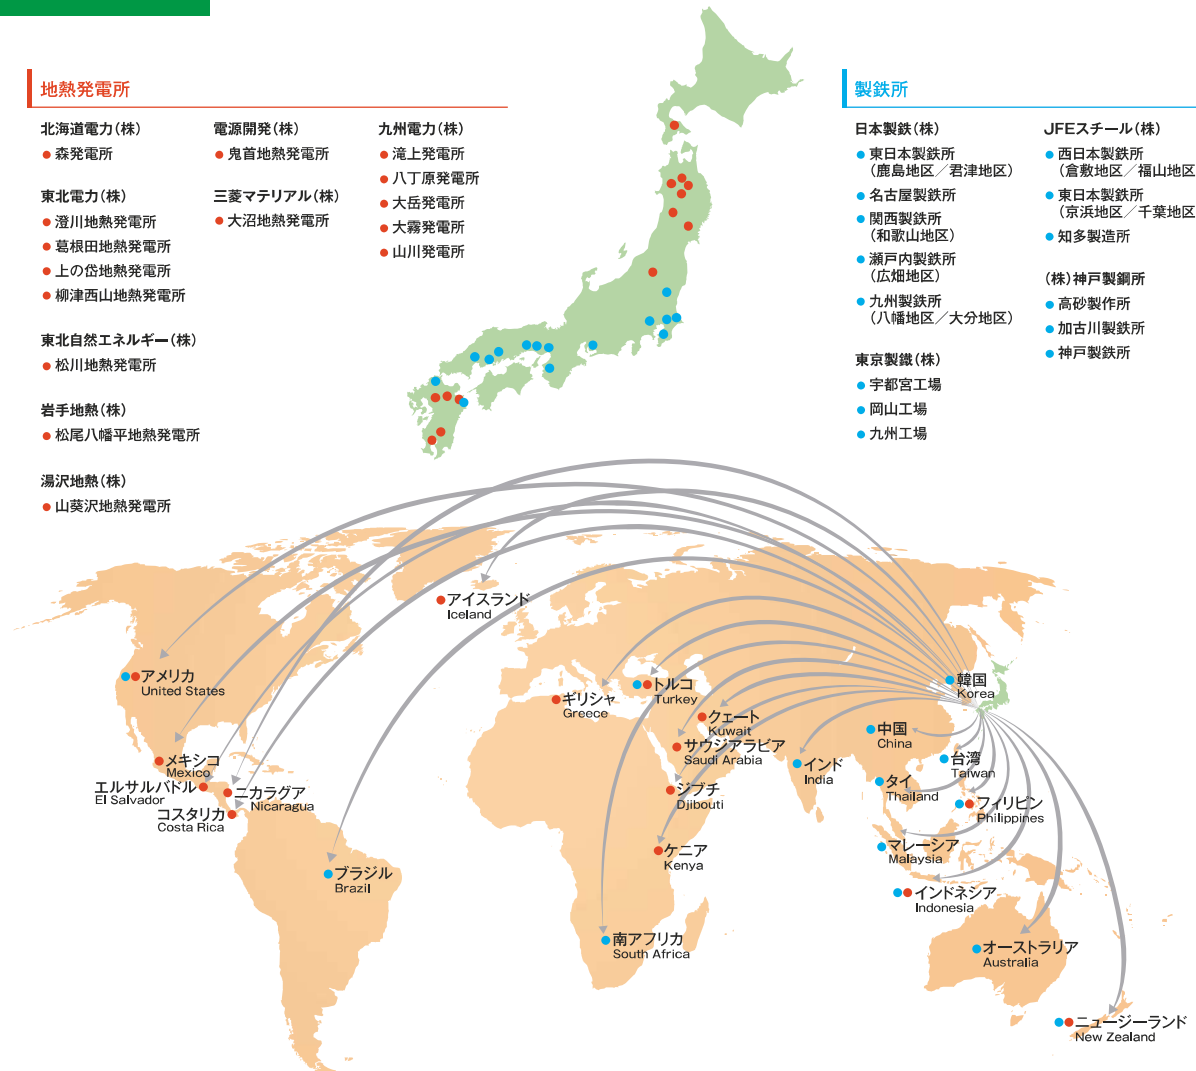 地熱発電所
北海道電力(株)
森発電所
東北電力(株)
澄川地熱発電所
葛根田地熱発電所
上の岱地熱発電所
柳津西山地熱発電所
東北自然エネルギー(株)
松川地熱発電所
岩手地熱(株)
松尾八幡平地熱発電所
湯沢地熱(株)
山葵沢地熱発電所
電源開発(株)
鬼首地熱発電所
三菱マテリアル(株)
大沼地熱発電所
九州電力(株)
滝上発電所
八丁原発電所
大岳発電所
大霧発電所
山川発電所
製鉄所
日本製鉄(株)
東日本製鉄所
(鹿島地区/君津地区)
名古屋製鉄所
関西製鉄所
(和歌山地区)
瀬戸内製鉄所
(広畑地区)
九州製鉄所
(八幡地区/大分地区)
東京製鐵(株)
宇都宮工場
岡山工場
九州工場
JFEスチール(株)
西日本製鉄所
(倉敷地区/福山地区
東日本製鉄所
(京浜地区/千葉地区
知多製造所
(株)神戸製鋼所
高砂製作所
加古川製鉄所
神戸製鉄所
アイスランド
Iceland
アメリカ
United States
ギリシャ
Greece
トルコ
Turkey
韓国
Korea
クェート
Kuwait
サウジアラビア
Saudi Arabia
中国
China
メキシコ
Mexico
インド
India
台湾
Taiwan
エルサルバドル
El Salvador
ニカラグア
Nicaragua
ジブチ
Djibouti
タイ
Thailand
コスタリカ
Costa Rica
フィリピン
Philippines
ケニア
Kenya
マレーシア
Malaysia
ブラジル
Brazil
インドネシア
Indonesia
南アフリカ
South Africa
オーストラリア
Australia
ニュージーランド
New Zealand